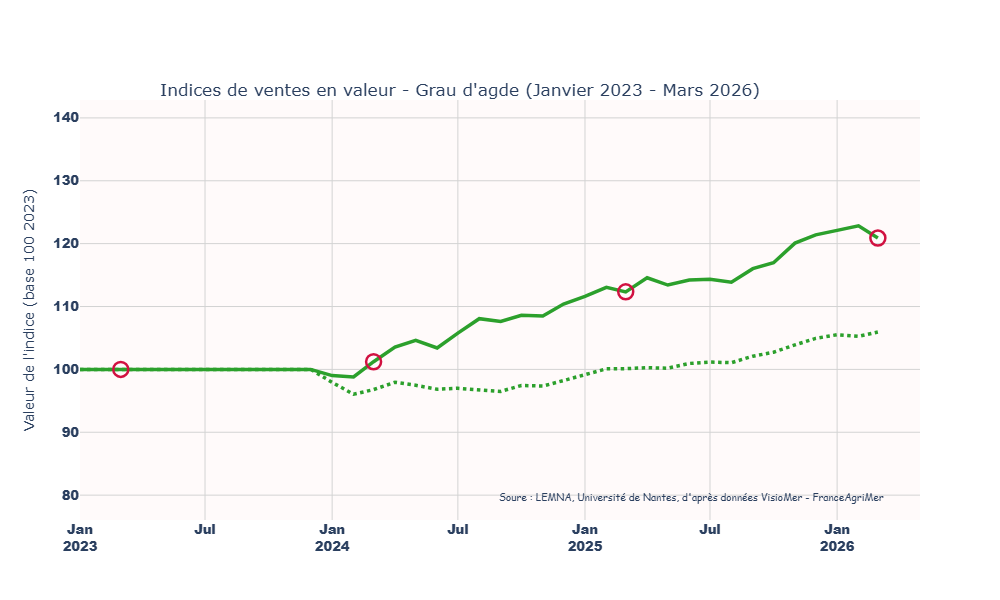 Indices de ventes en valeur - Grau d'agde (Janvier 2023 - Mars 2026)
Valeur de l'indice (base 100 2023)
140
130
120
110
100
90
80
Soure : LEMNA, Université de Nantes, d'après données VisioMer - FranceAgriMer
Jan Jul Jan Jul Jan Jul Jan
2023 2024 2025 2026